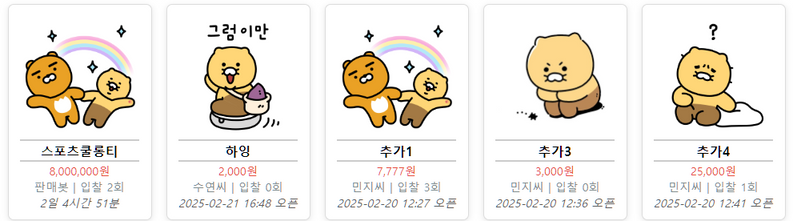 스포츠쿨롱티
8,000,000원
판매봇 | 입찰 2회
2일 4시간 51분
그럼이만
하잉
2,000원
수연씨 | 입찰 0회
2025-02-21 16:48 오픈
추가1
7,777원
민지씨 | 입찰 3회
2025-02-20 12:27 오픈
추가3
3,000원
민지씨 | 입찰 0회
2025-02-20 12:36 오픈
?
추가4
25,000원
민지씨 | 입찰 1회
2025-02-20 12:41 오픈